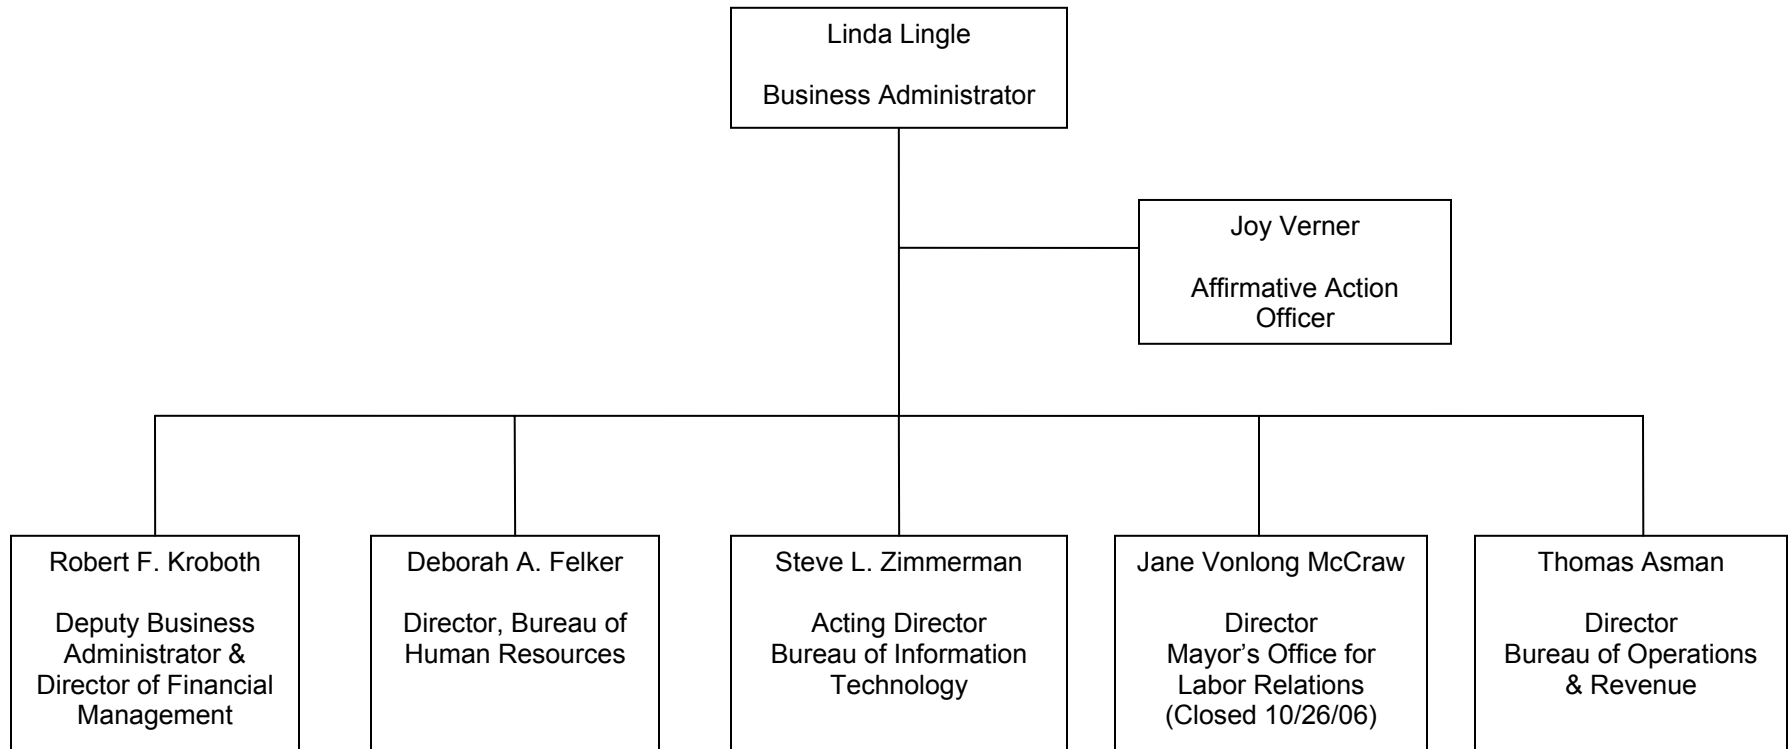 Linda Lingle
Business Administrator
Joy Verner
Affirmative Action
Officer
Robert F. Kroboth
Deputy Business
Administrator &
Director of Financial
Management
Deborah A. Felker
Director, Bureau of
Human Resources
Steve L. Zimmerman
Acting Director
Bureau of Information
Technology
Jane Vonlong McCraw
Director
Mayor’s Office for
Labor Relations
(Closed 10/26/06)
Thomas Asman
Director
Bureau of Operations
& Revenue